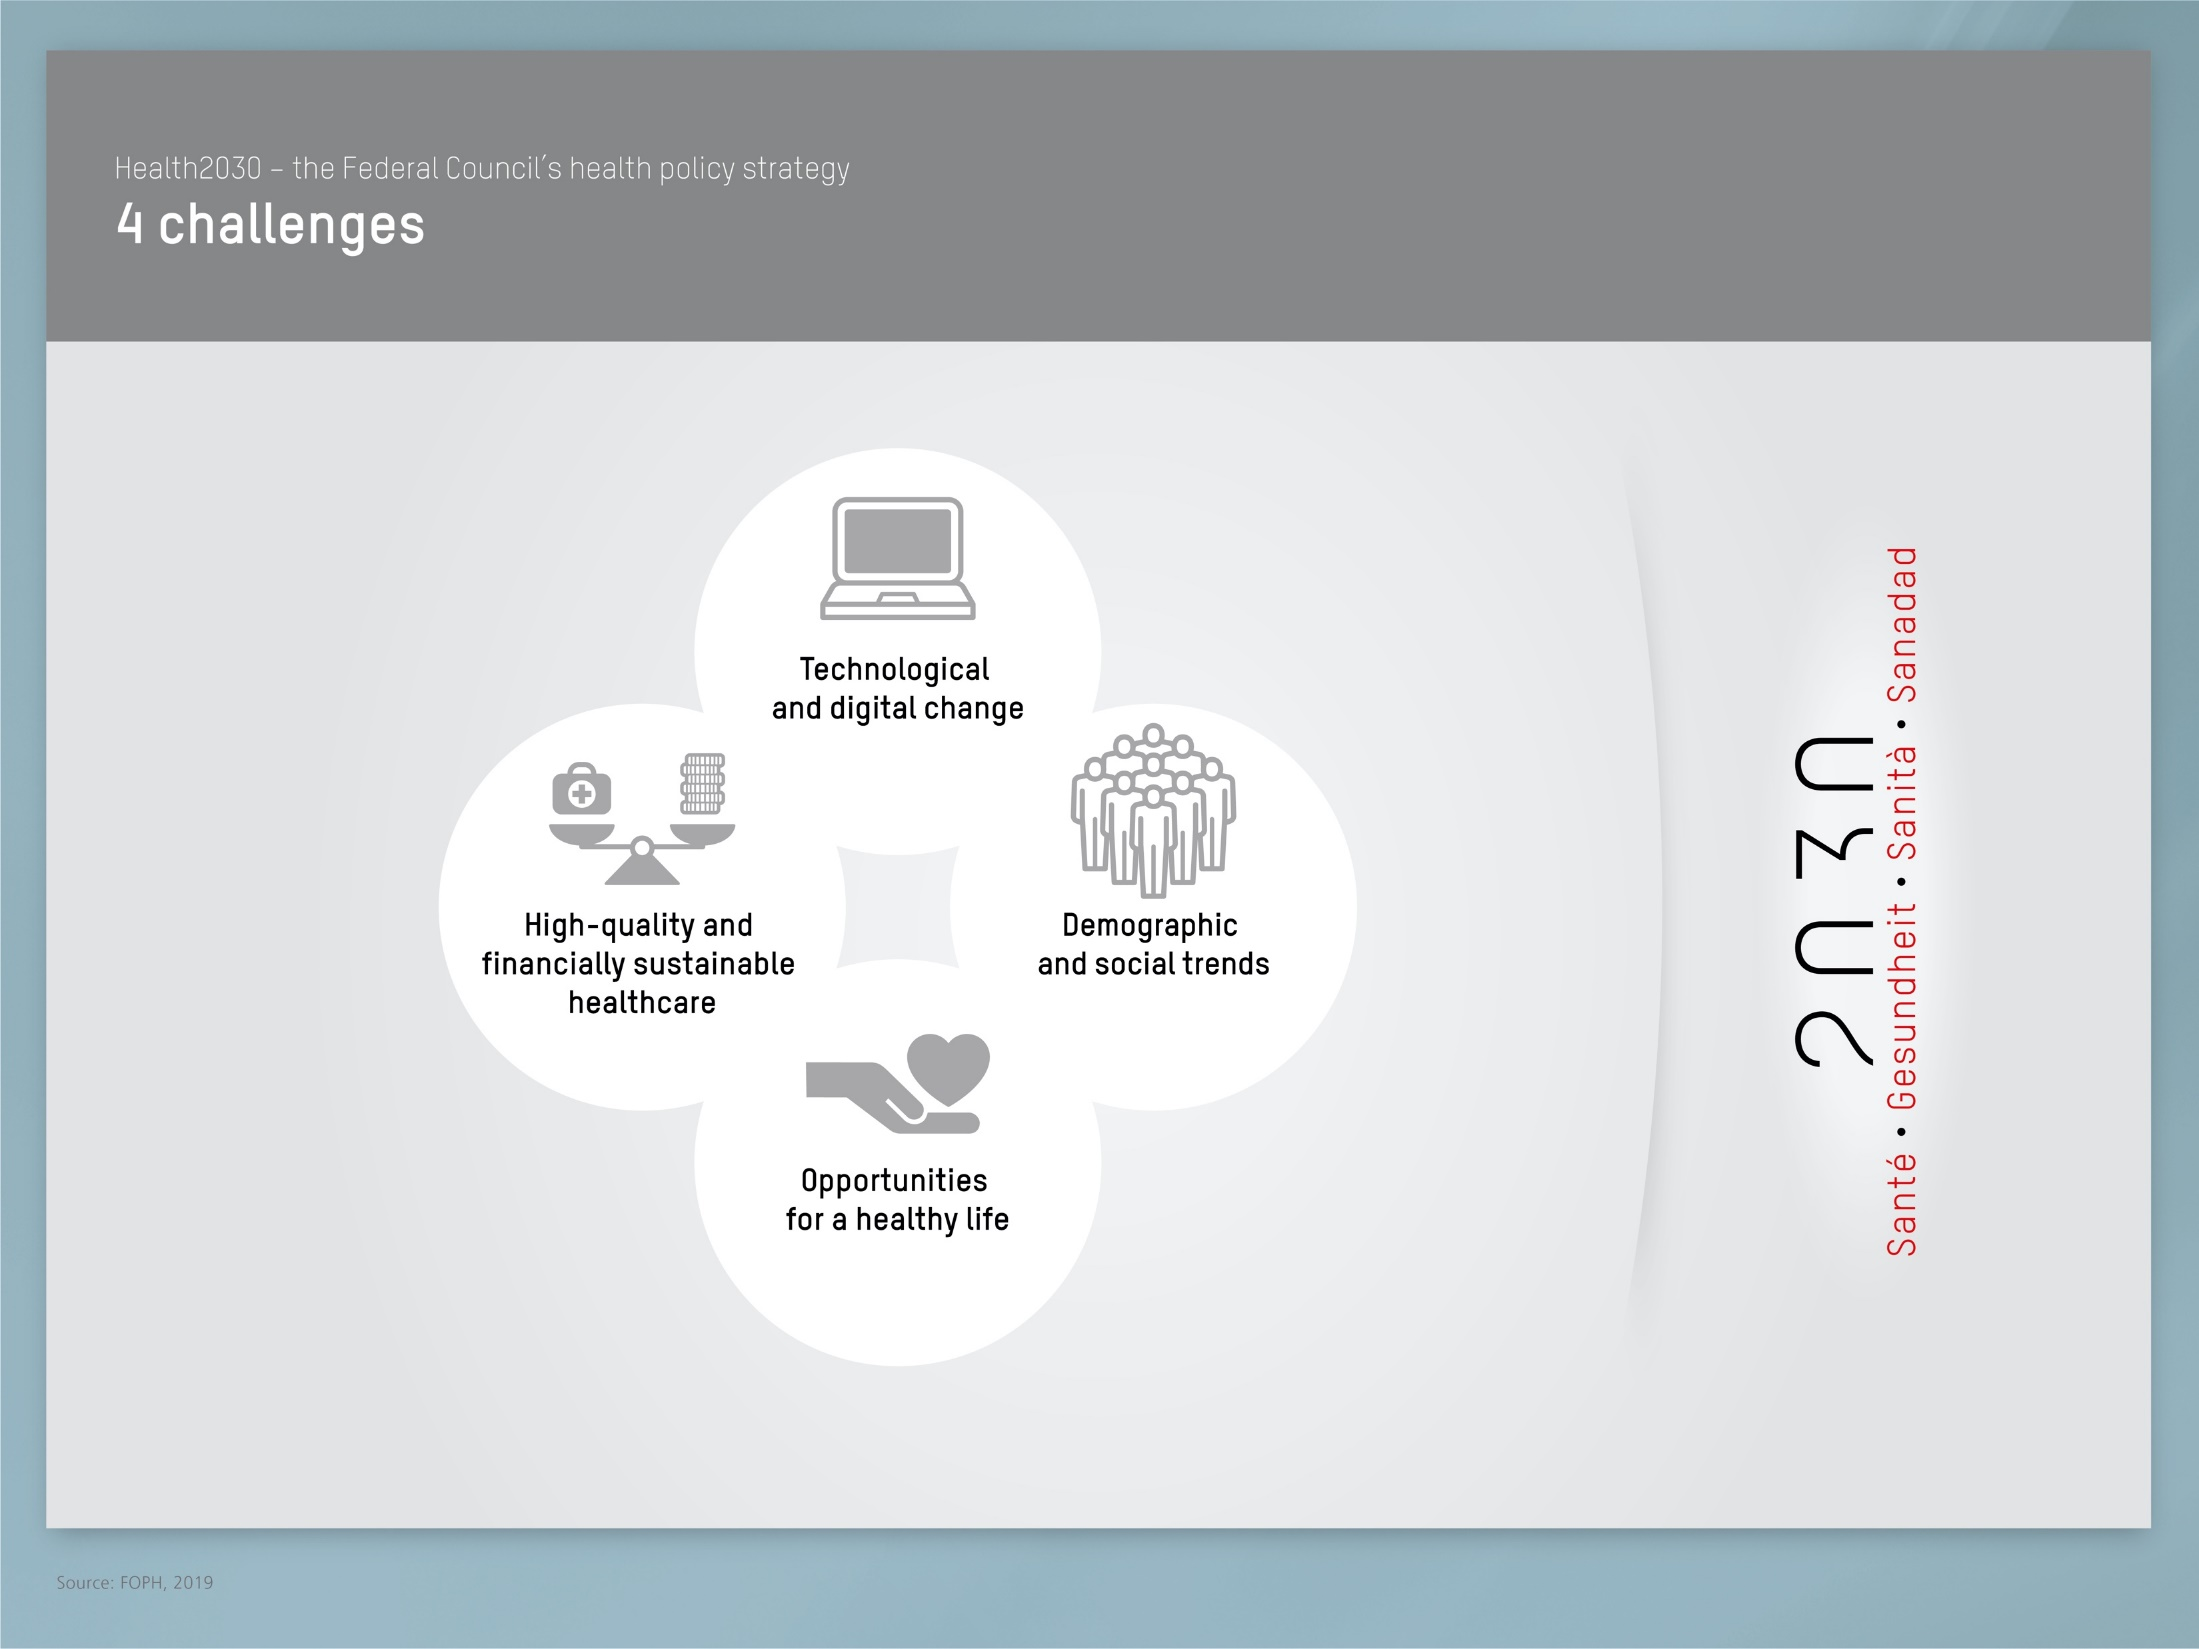 Health2030 – the Federal Council´s health policy strategy
4 challenges
Technological
and digital change
High-quality and
financially sustainable
healthcare
Demographic
and social trends
Opportunities
for a healthy life
2030
Santé • Gesundheit • Sanità • Sanadad
Source: FOPH, 2019